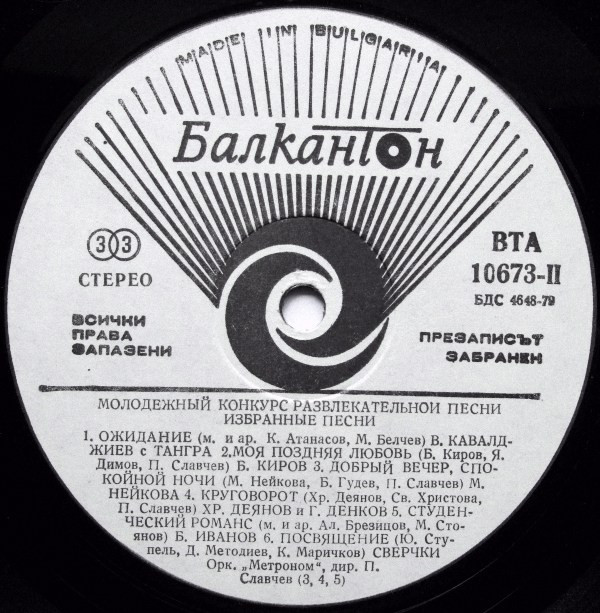 MADE IN BULGARIA
Балкантон
33
СТЕРЕО
ВТА
10673-II
БДС 4648-79
ВСИЧКИ
ПРАВА
ЗАПАЗЕНИ
ПРЕЗАПИСЪТ
ЗАБРАНЕН
МОЛОДЕЖНЫЙ КОНКУРС РАЗВЛЕКАТЕЛЬНОЙ ПЕСНИ
ИЗБРАННЫЕ ПЕСНИ
1. ОЖИДАНИЕ (м. и ар. К. Атанасов, М. Белчев) В. КАВАЛД-
ЖИЕВ с ТАНГРА 2.МОЯ ПОЗДНЯЯ ЛЮБОВЬ (Б. Киров, Я.
Димов, П. Славчев) Б. КИРОВ 3. ДОБРЫЙ ВЕЧЕР, СПО-
КОЙНОЙ НОЧИ (М. Нейкова, Б. Гудев, П. Славчев) М.
НЕЙКОВА 4. КРУГОВОРОТ (Хр. Деянов, Св. Христова,
П. Славчев) ХР. ДЕЯНОВ и Г. ДЕНКОВ 5. СТУДЕН-
ЧЕСКИЙ РОМАНС (м. и ар. Ал. Брезицов, М. Сто-
янов) Б. ИВАНОВ 6. ПОСВЯЩЕНИЕ (Ю. Сту-
пель, Д. Методиев, К. Маричков) СВЕРЧКИ
Орк. „Метроном", дир. П.
Славчев (3, 4, 5)